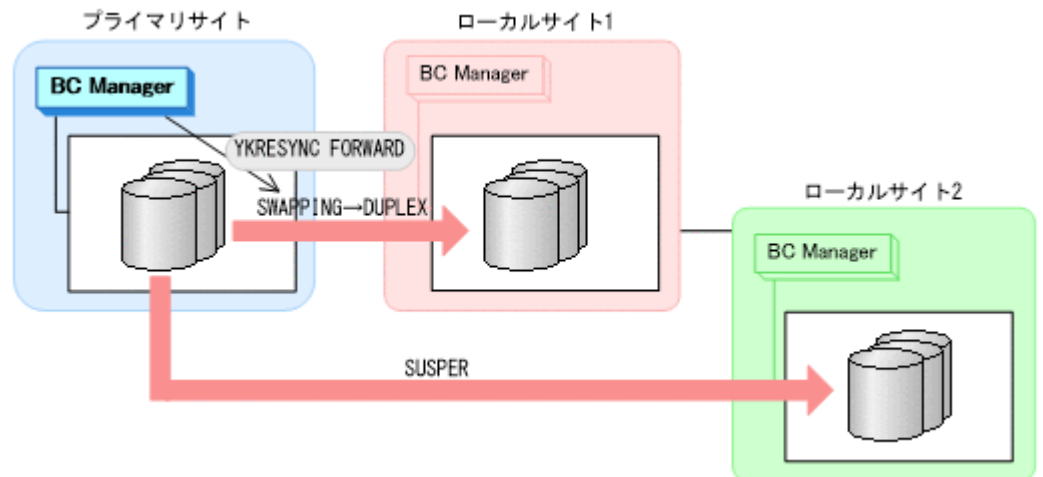 プライマリサイト
ローカルサイト1
BC Manager
BC Manager
YKRESYNC FORWARD
SWAPPING→DUPLEX
ローカルサイト2
BC Manager
SUSPER